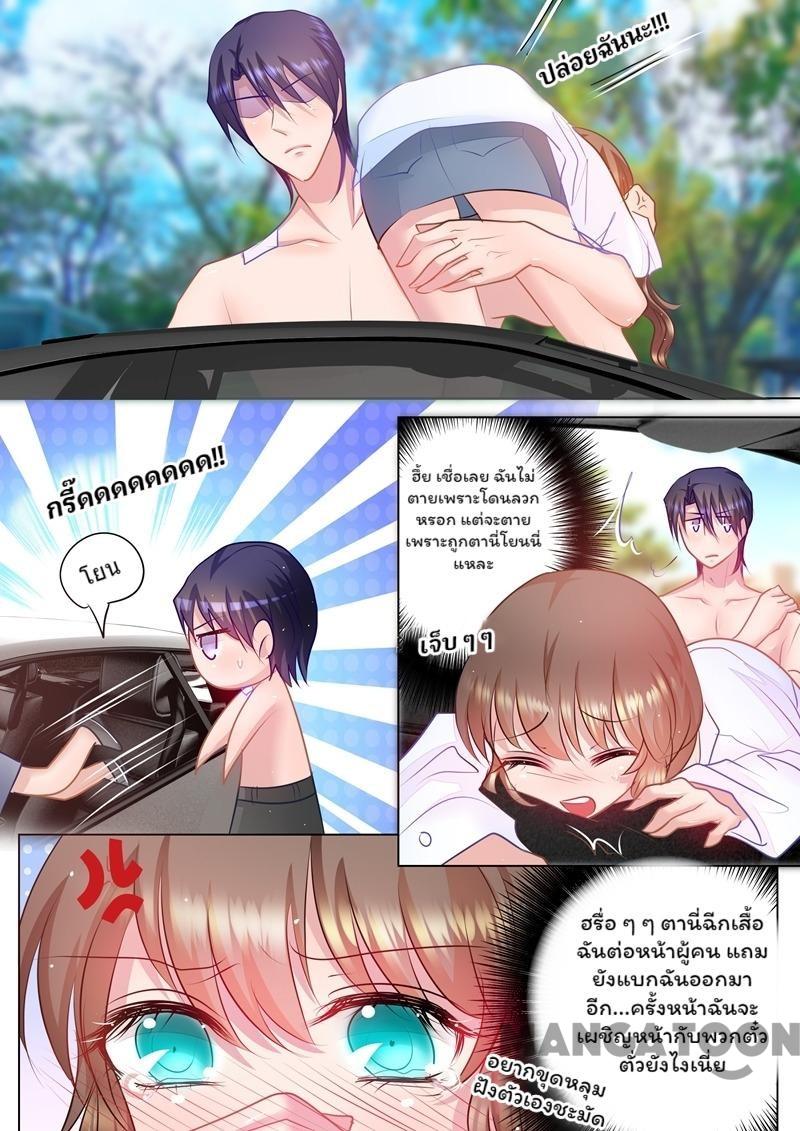 ปล่อยฉันนะ!!!
กรี๊ดดดดดดดด!!
โยน
ฮึ้ย เชื่อเลย ฉันไม่
ตายเพราะโดนลวก
หรอก แต่จะตาย
เพราะถูกตานี่โยนนี่
แหละ
เจ็บ ๆ ๆ
ฮรื่อ ๆ ๆ ตานี่ฉีกเสื้อ
ฉันต่อหน้าผู้คน แถม
ยังแบกฉันออกมา
อีก...ครั้งหน้าฉันจะ
เผชิญหน้ากับพวกตั๋ว
ตั่วยังไงเนี่ย
อยากขุดหลุม
ฝังตัวเองชะมัด
MANGATOON